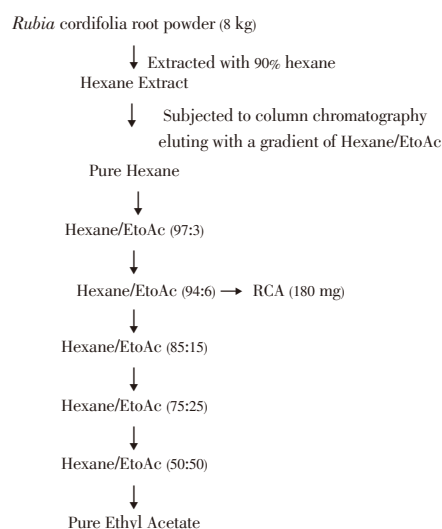 Rubia cordifolia root powder (8 kg)
Extracted with 90% hexane
Hexane Extract
Subjected to column chromatography
eluting with a gradient of Hexane/EtoAc
Pure Hexane
Hexane/EtoAc (97:3)
Hexane/EtoAc (94:6) → RCA (180 mg)
Hexane/EtoAc (85:15)
Hexane/EtoAc (75:25)
Hexane/EtoAc (50:50)
Pure Ethyl Acetate